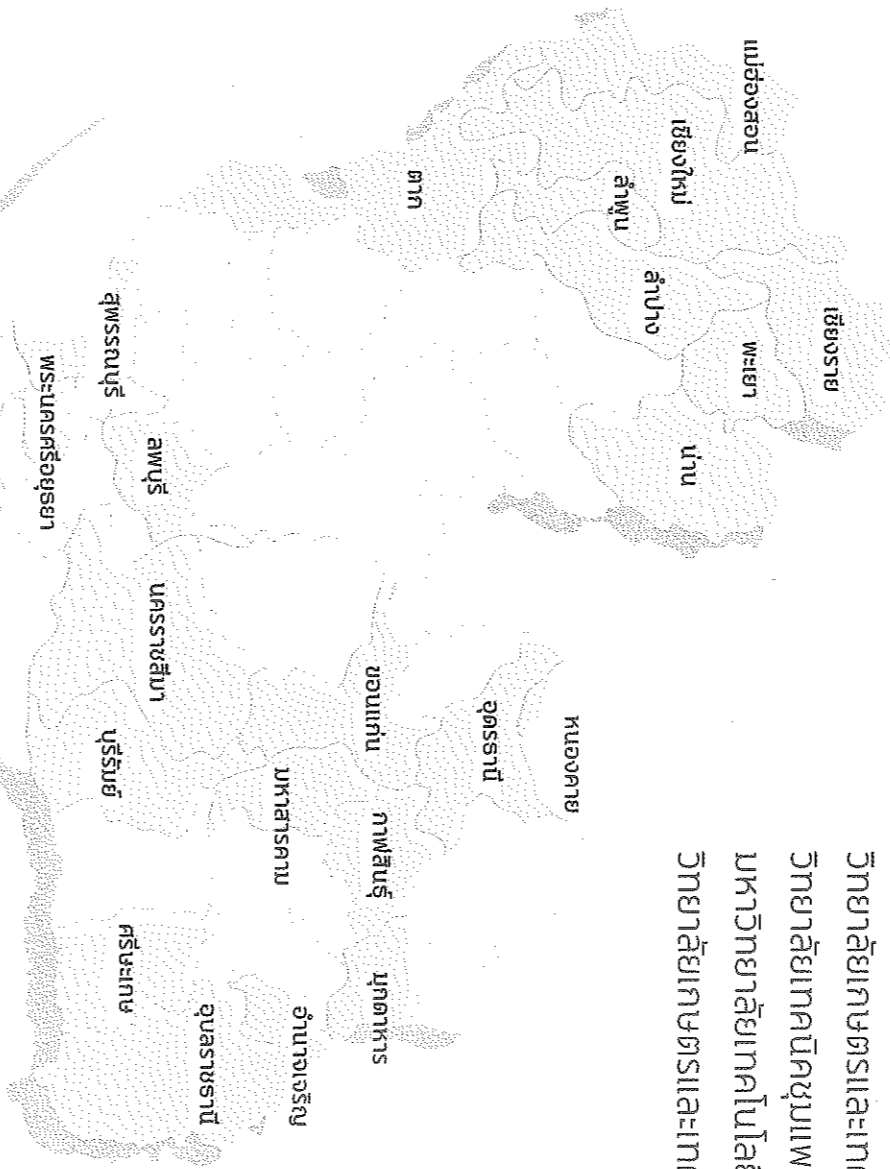 วิทยาลัยเกษตรและเทค
วิทยาลัยเทคนิคชุมแพ
มหาวิทยาลัยเทคโนโลยี
วิทยาลัยเกษตรและเทค
แม่ฮ่องสอน
เชียงใหม่
เชียงราย
ลำพูน
ลำปาง
พะเยา
น่าน
ตาก
หนองคาย
อุดรธานี
ขอนแก่น
กาฬสินธุ์
มุกดาหาร
มหาสารคาม
อำนาจเจริญ
อุบลราชธานี
นครราชสีมา
บุรีรัมย์
ศรีษะเกษ
ลพบุรี
สุพรรณบุรี
พระนครศรีอยุธยา